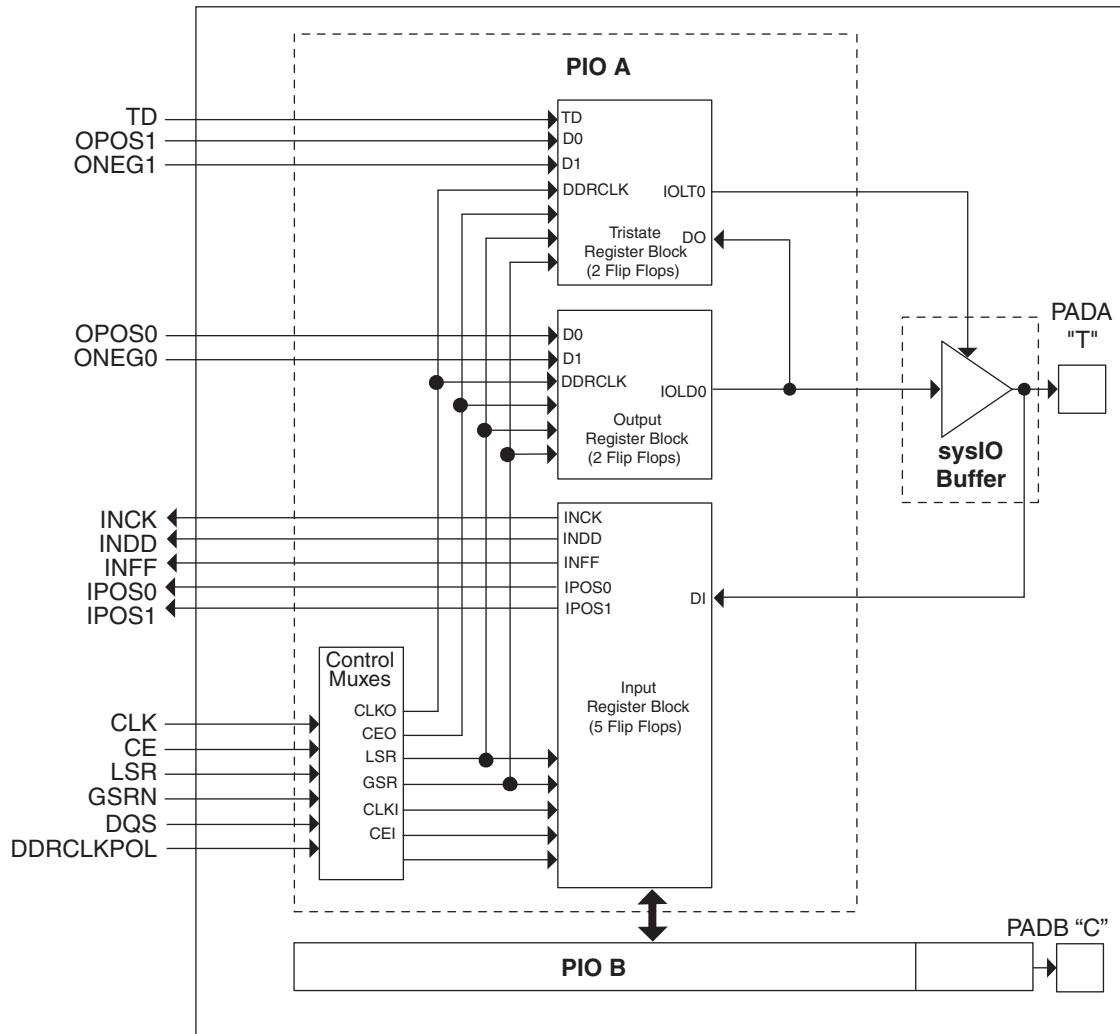 PIO A
TD
OPOS1
ONEG1
TD
D0
D1
DDRCLK
IOLT0
DO
Tristate
Register Block
(2 Flip Flops)
OPOS0
ONEG0
D0
D1
DDRCLK
IOLD0
Output
Register Block
(2 Flip Flops)
PADA
"T"
sysIO
Buffer
INCK
INDD
INFF
IPOS0
IPOS1
INCK
INDD
INFF
IPOS0
IPOS1
DI
Input
Register Block
(5 Flip Flops)
Control
Muxes
CLKO
CEO
LSR
GSR
CLKI
CEI
CLK
CE
LSR
GSRN
DQS
DDRCLKPOL
PADB “C”
PIO B